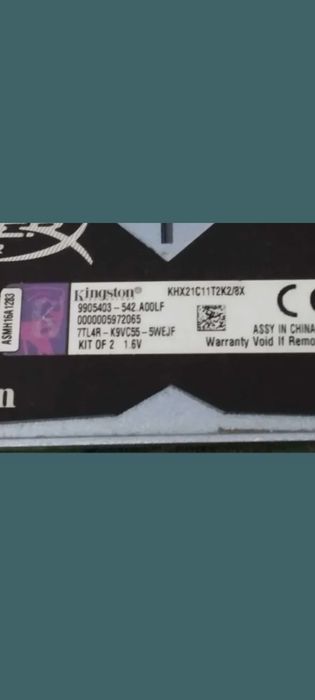 ASMH16A1283
Kingston® KHX21C11T2K2/8X
9905403-542.A00LF
0000005972065
7TL4R-K9VC55-5WEJF
KIT OF 2 1.6V
ASSY IN CHINA
Warranty Void If Remo